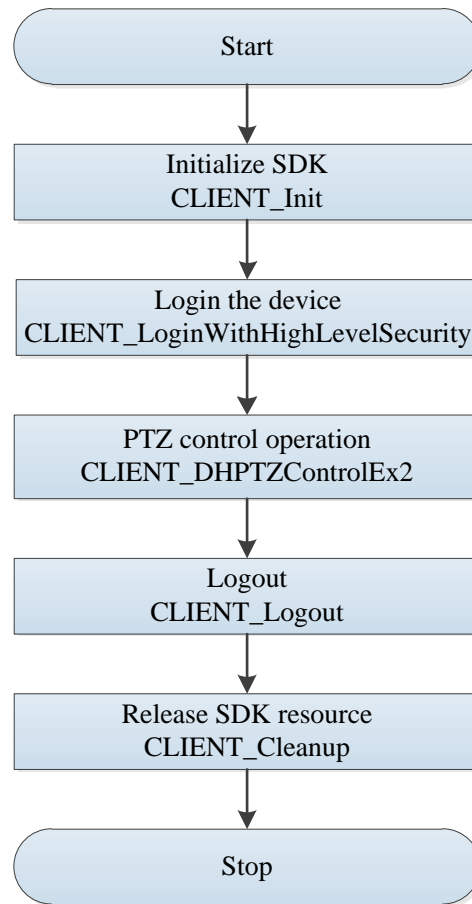 Start
Initialize SDK
CLIENT_Init
Login the device
CLIENT_LoginWithHighLevelSecurity
PTZ control operation
CLIENT_DHPTZControlEx2
Logout
CLIENT_Logout
Release SDK resource
CLIENT_Cleanup
Stop